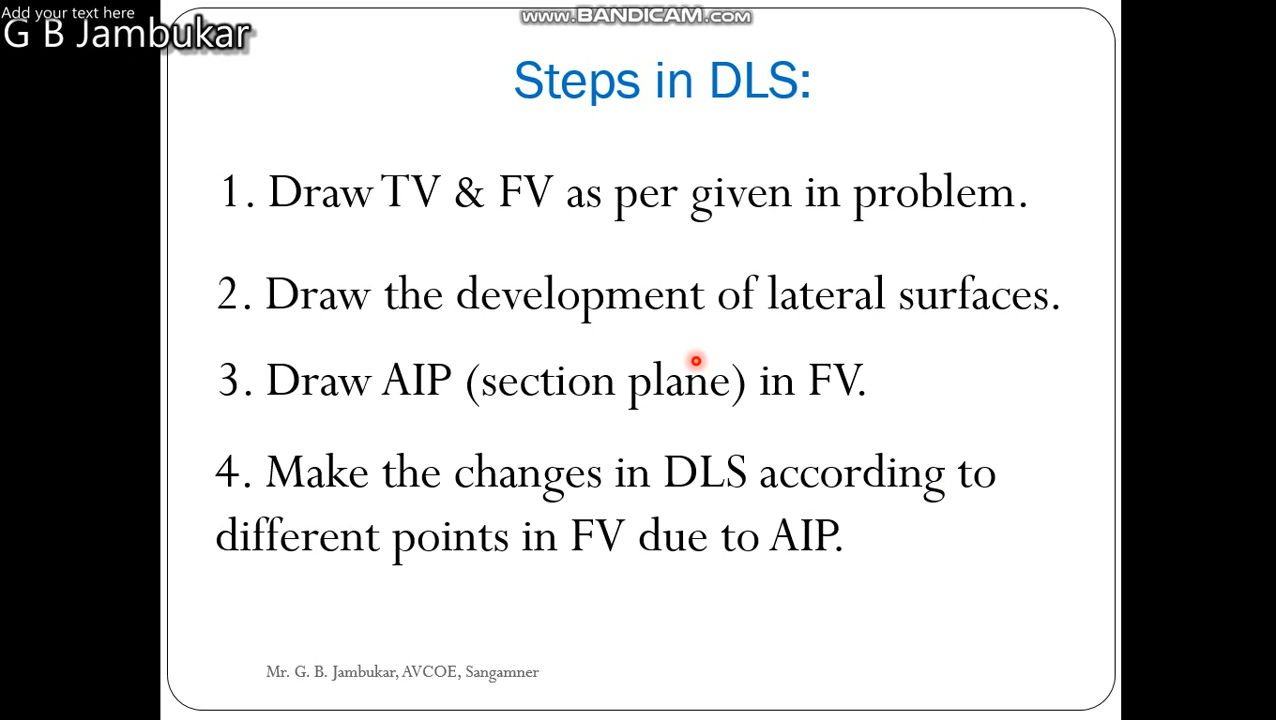 Add your text here
www.BANDICAM.com
G B Jambukar
Steps in DLS:
1. Draw TV & FV as per given in problem.
2. Draw the development of lateral surfaces.
3. Draw AIP (section plane) in FV.
4. Make the changes in DLS according to
different points in FV due to AIP.
Mr. G. B. Jambukar, AVCOE, Sangamner